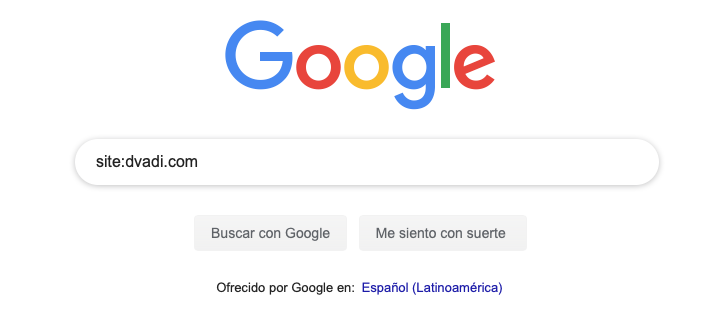 Google
site:dvadi.com
Buscar con Google Me siento con suerte
Ofrecido por Google en: Español (Latinoamérica)